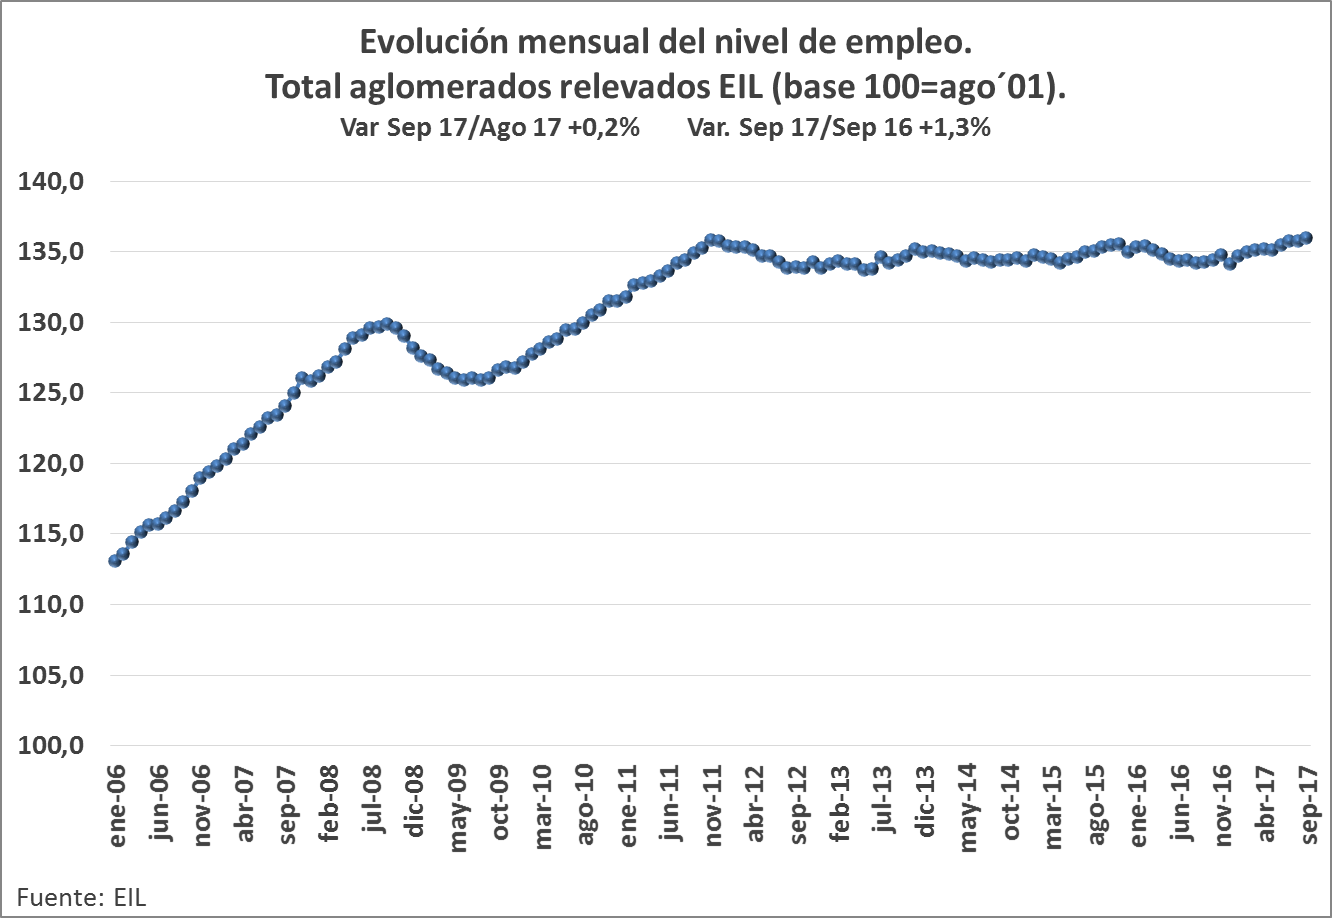 Evolución mensual del nivel de empleo.
Total aglomerados relevados EIL (base 100=ago´01).
Var Sep 17/Ago 17 +0,2% Var. Sep 17/Sep 16 +1,3%
140,0
135,0
130,0
125,0
120,0
115,0
110,0
105,0
100,0
ene-06
jun-06
nov-06
abr-07
sep-07
feb-08
jul-08
dic-08
may-09
oct-09
mar-10
ago-10
ene-11
jun-11
nov-11
abr-12
sep-12
feb-13
jul-13
dic-13
may-14
oct-14
mar-15
ago-15
ene-16
jun-16
nov-16
abr-17
sep-17
Fuente: EIL